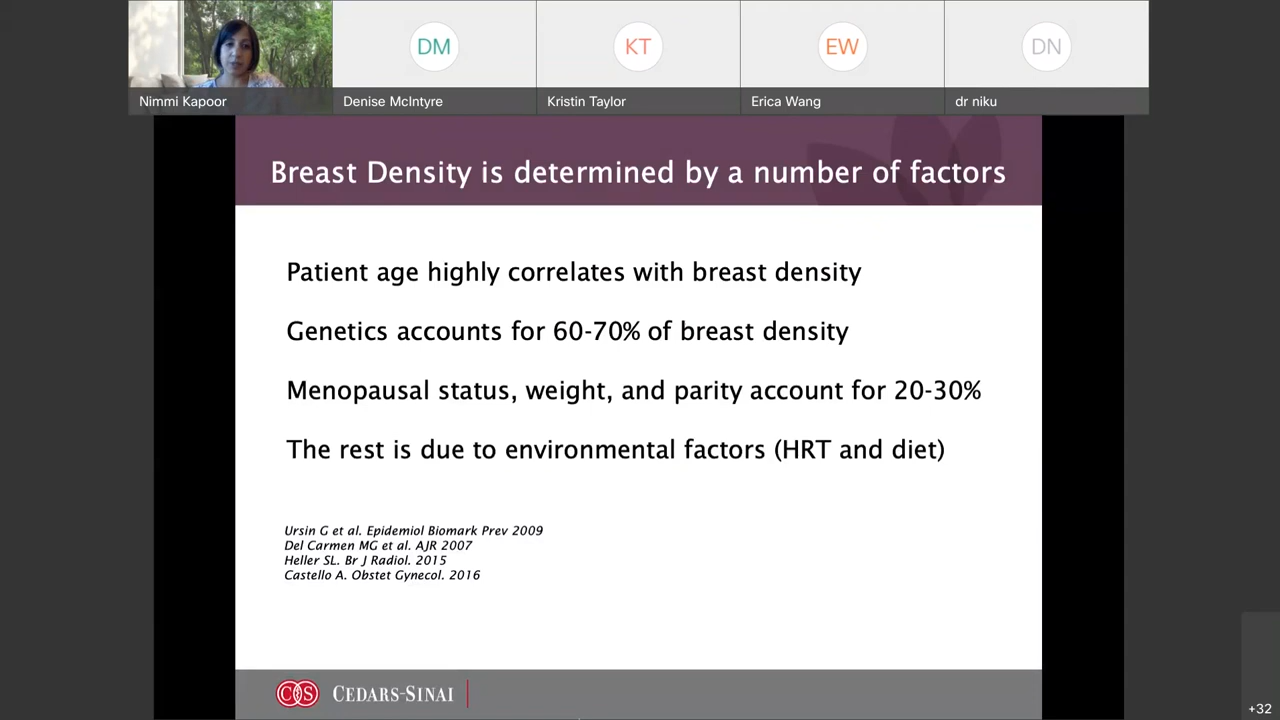 DM
KT
EW
DN
Nimmi Kapoor
Denise McIntyre
Kristin Taylor
Erica Wang
dr niku
Breast Density is determined by a number of factors
Patient age highly correlates with breast density
Genetics accounts for 60-70% of breast density
Menopausal status, weight, and parity account for 20-30%
The rest is due to environmental factors (HRT and diet)
Ursin G et al. Epidemiol Biomark Prev 2009
Del Carmen MG et al. AJR 2007
Heller SL. Br J Radiol. 2015
Castello A. Obstet Gynecol. 2016
CS CEDARS-SINAI
+32